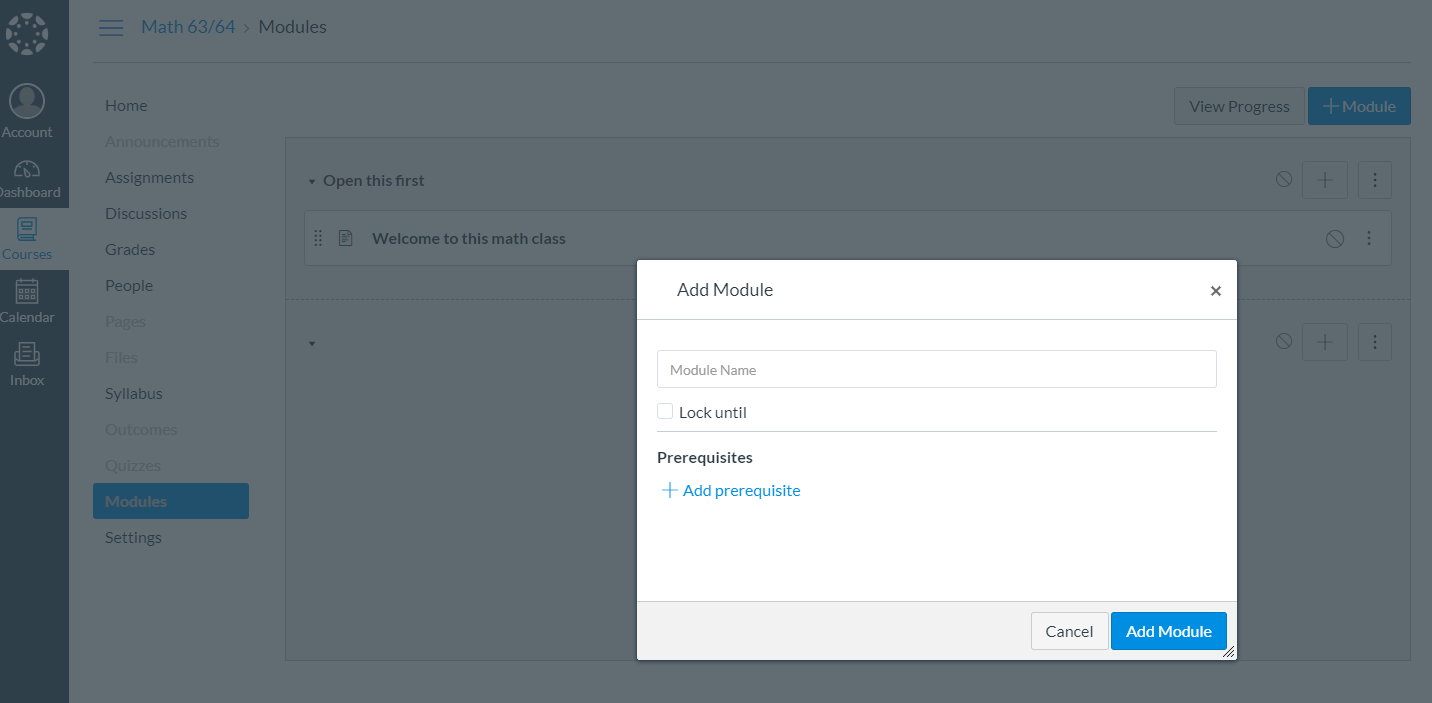 Math 63/64 › Modules
Account
Dashboard
Courses
Calendar
Inbox
Home
Announcements
Assignments
Discussions
Grades
People
Pages
Files
Syllabus
Outcomes
Quizzes
Modules
Settings
View Progress
+ Module
Open this first
Welcome to this math class
Add Module ×
Module Name
Lock until
Prerequisites
+ Add prerequisite
Cancel Add Module